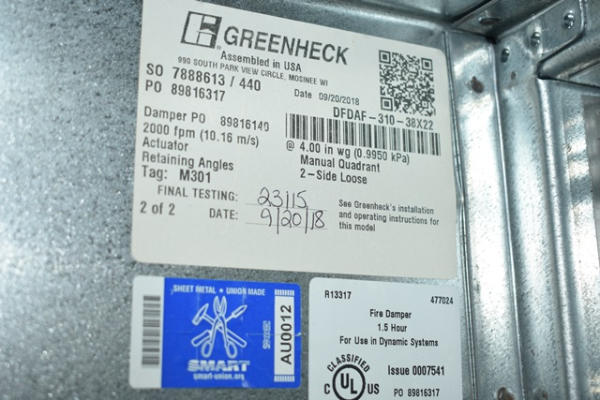 GREENHECK
Assembled in USA
990 SOUTH PARK VIEW CIRCLE, MOSINEE WI
SO 7888613 / 440
Date 09/20/2018
PO 89816317
DFDAF-310-38X22
Damper PO 89816140
2000 fpm (10.16 m/s)
@ 4.00 in wg (0.9950 kPa)
Actuator
Manual Quadrant
Retaining Angles
2-Side Loose
Tag: M301
FINAL TESTING: 23115
2 of 2
DATE: 9/20/18
See Greenheck's installation
and operating instructions for
this model
SHEET METAL • UNION MADE
AU0012
SMART
smart-union.org
R13317
477024
Fire Damper
1.5 Hour
For Use in Dynamic Systems
CLASSIFIED
C UL US
Issue 0007541
PO 89816317